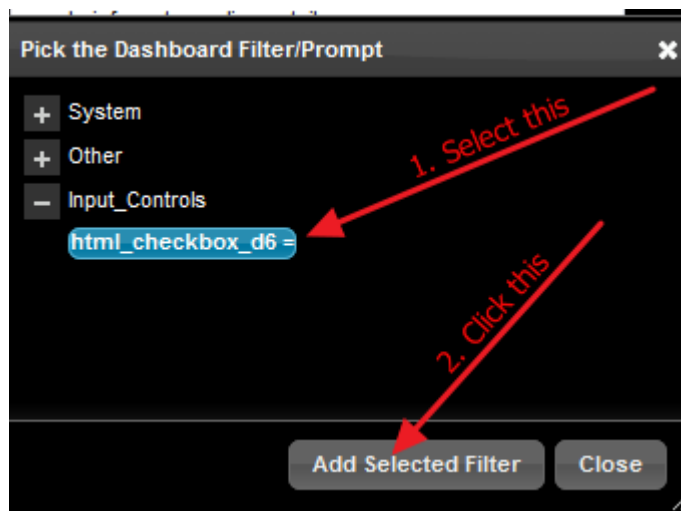 Pick the Dashboard Filter/Prompt
System
Other
1. Select this
Input_Controls
html_checkbox_d6 =
2. Click this
Add Selected Filter
Close